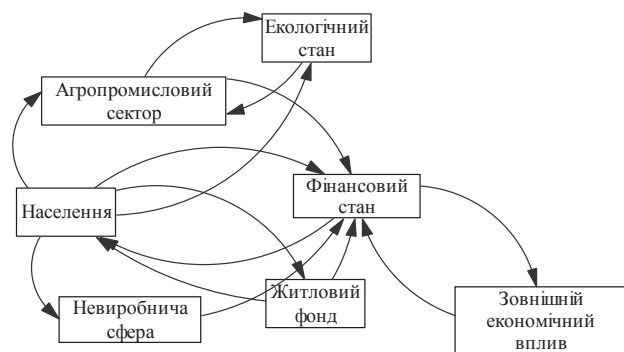 Екологічний
стан
Агропромисловий
сектор
Фінансовий
стан
Населення
Невиробнича
сфера
Житловий
фонд
Зовнішній
економічний
вплив